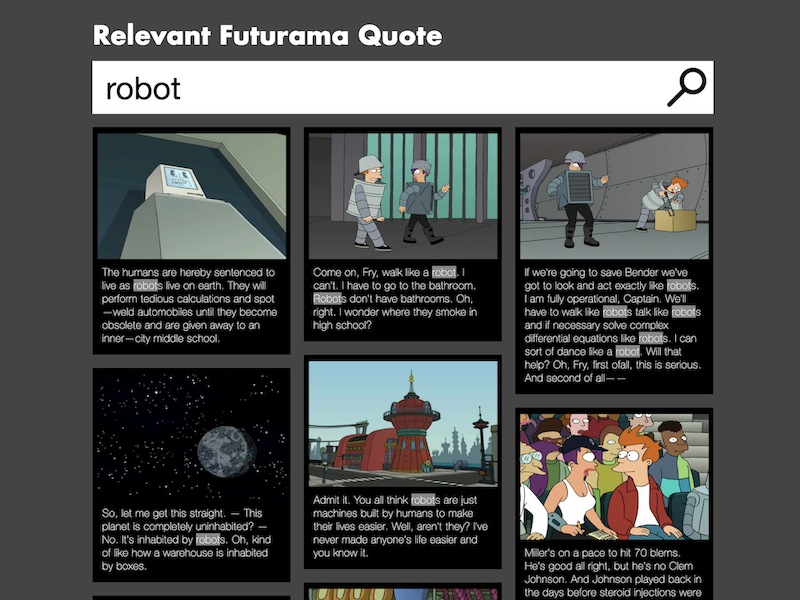 Relevant Futurama Quote
robot
The humans are hereby sentenced to
live as robots live on earth. They will
perform tedious calculations and spot
—weld automobiles until they become
obsolete and are given away to an
inner—city middle school.
So, let me get this straight. — This
planet is completely uninhabited? —
No. It's inhabited by robots. Oh, kind
of like how a warehouse is inhabited
by boxes.
Come on, Fry, walk like a robot. I
can't. I have to go to the bathroom.
Robots don't have bathrooms. Oh,
right. I wonder where they smoke in
high school?
Admit it. You all think robots are just
machines built by humans to make
their lives easier. Well, aren't they? I've
never made anyone's life easier and
you know it.
If we're going to save Bender we've
got to look and act exactly like robots.
I am fully operational, Captain. We'll
have to walk like robots talk like robots
and if necessary solve complex
differential equations like robots. I can
sort of dance like a robot. Will that
help? Oh, Fry, first ofall, this is serious.
And second of all— —
Miller's on a pace to hit 70 blerns.
He's good all right, but he's no Clem
Johnson. And Johnson played back in
the days before steroid injections were